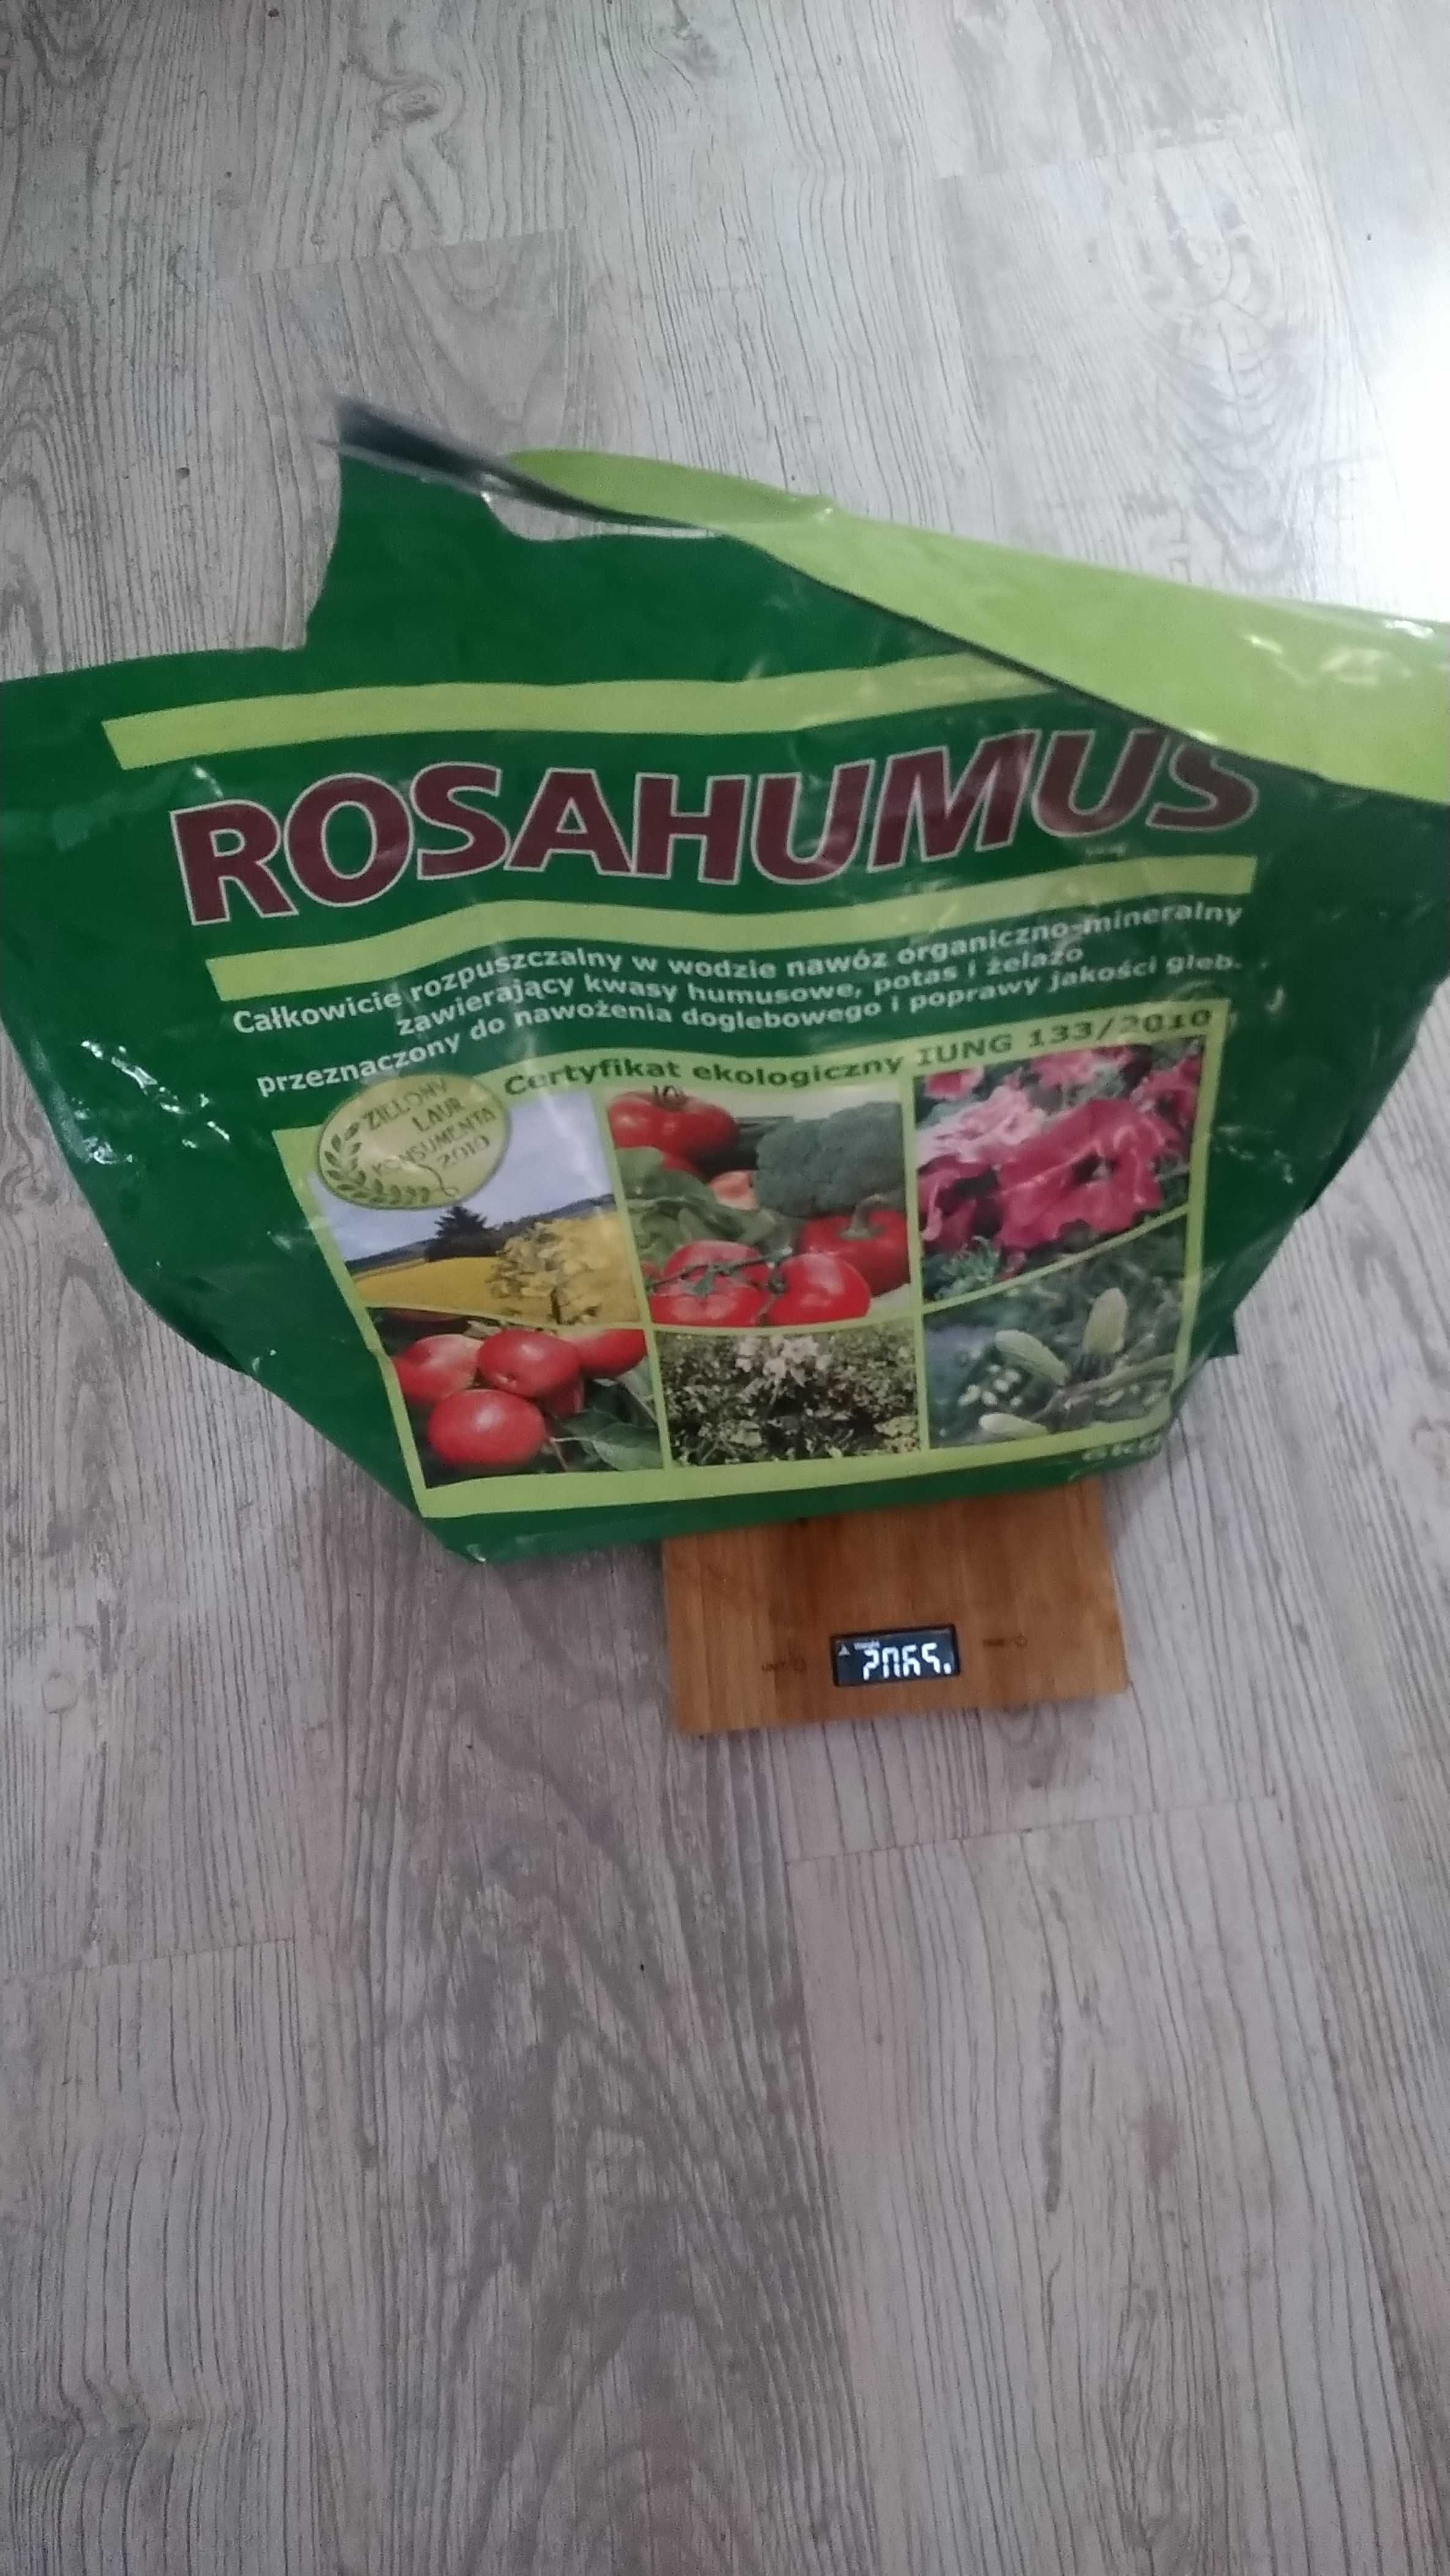 ROSAHUMUS
Całkowicie rozpuszczalny w wodzie nawóz organiczno-mineralny
zawierający kwasy humusowe, potas i żelazo
przeznaczony do nawożenia doglebowego i poprawy jakości gleb.
Certyfikat ekologiczny IUNG 133/2010
ZIELONY
LAUR
KONSUMENTA
2010
Weight
2065